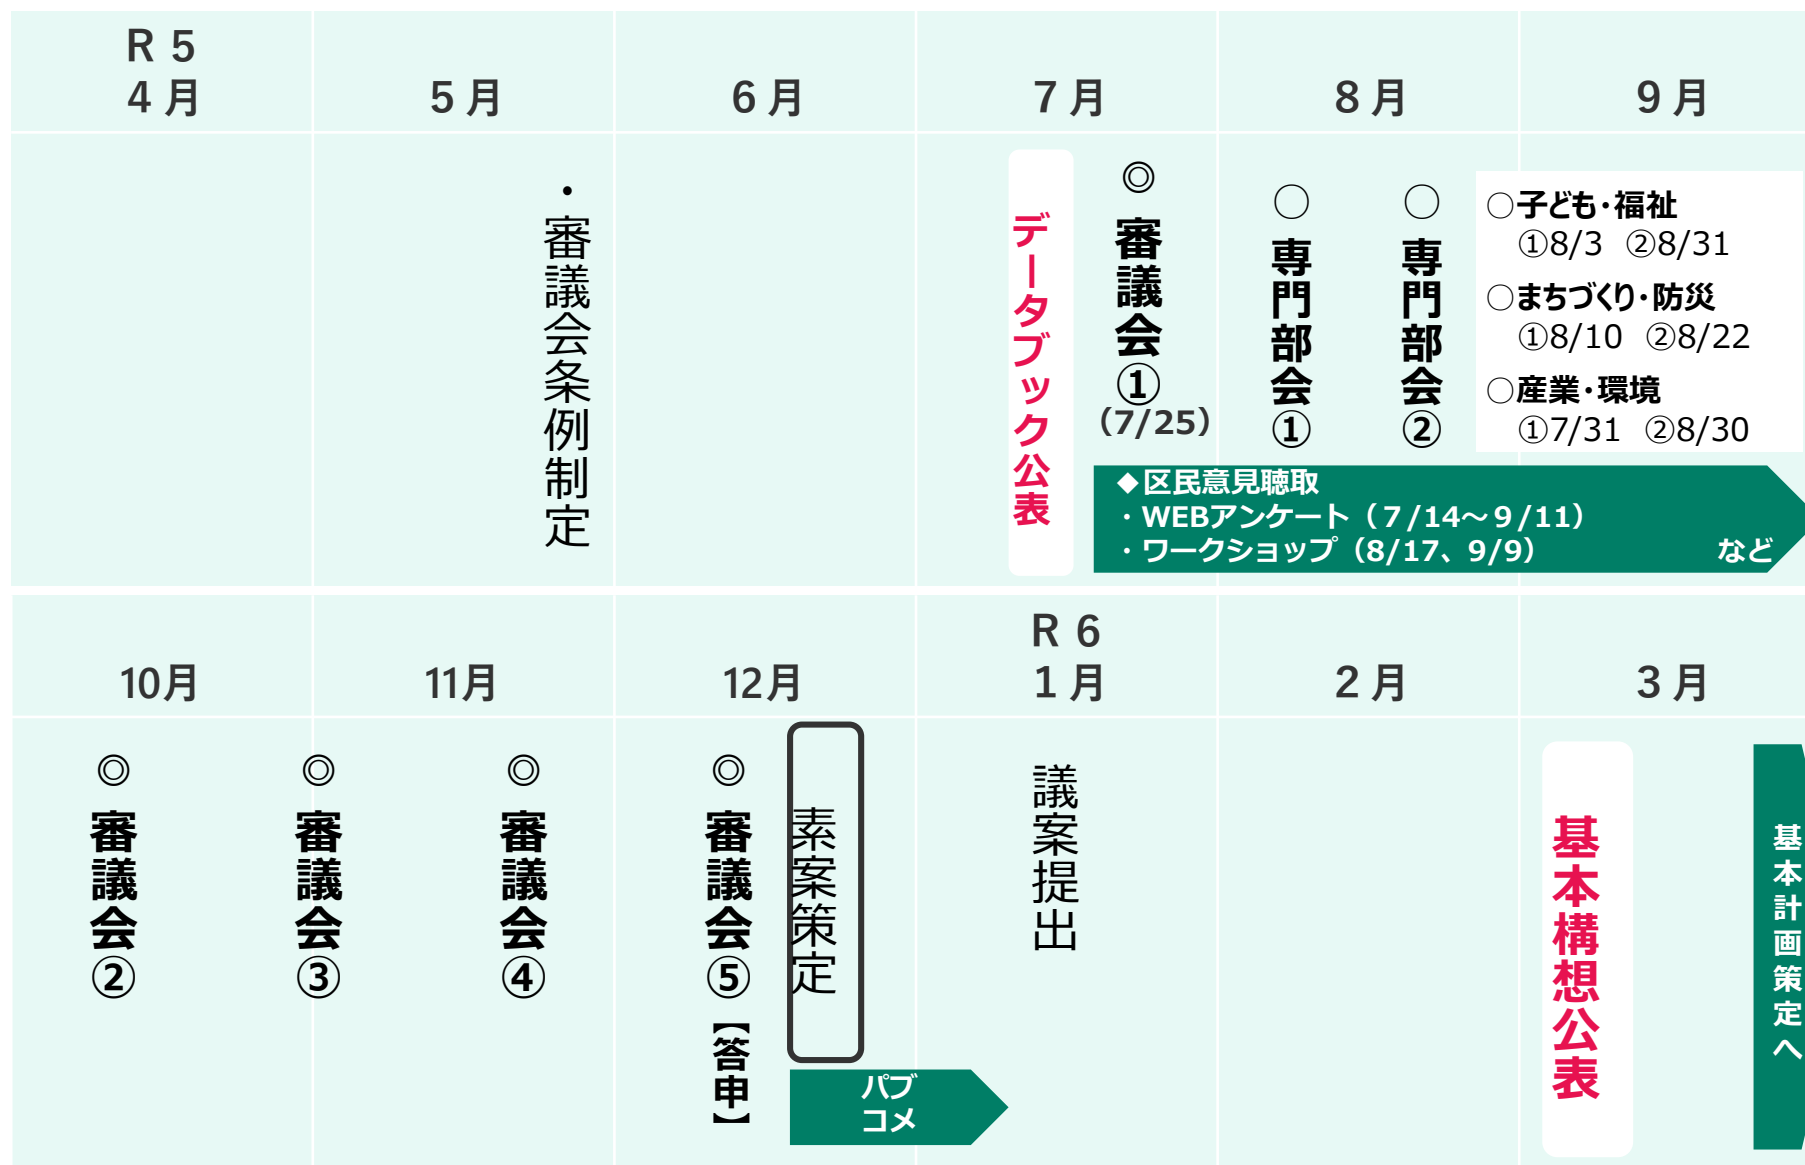 R 5
4 月
5 月
6 月
7 月
8 月
9 月
・審議会条例制定
データブック公表
◎審議会①
（7/25）
○専門部会①
○専門部会②
○子ども・福祉
①8/3 ②8/31
○まちづくり・防災
①8/10 ②8/22
○産業・環境
①7/31 ②8/30
◆区民意見聴取
・WEBアンケート（７/14～９/11）
・ワークショップ（8/17、9/9） など
10月
11月
12月
R 6
1 月
2 月
3 月
◎審議会②
◎審議会③
◎審議会④
◎審議会⑤【答申】
素案策定
パブ
コメ
議案提出
基本構想公表
基本計画策定へ